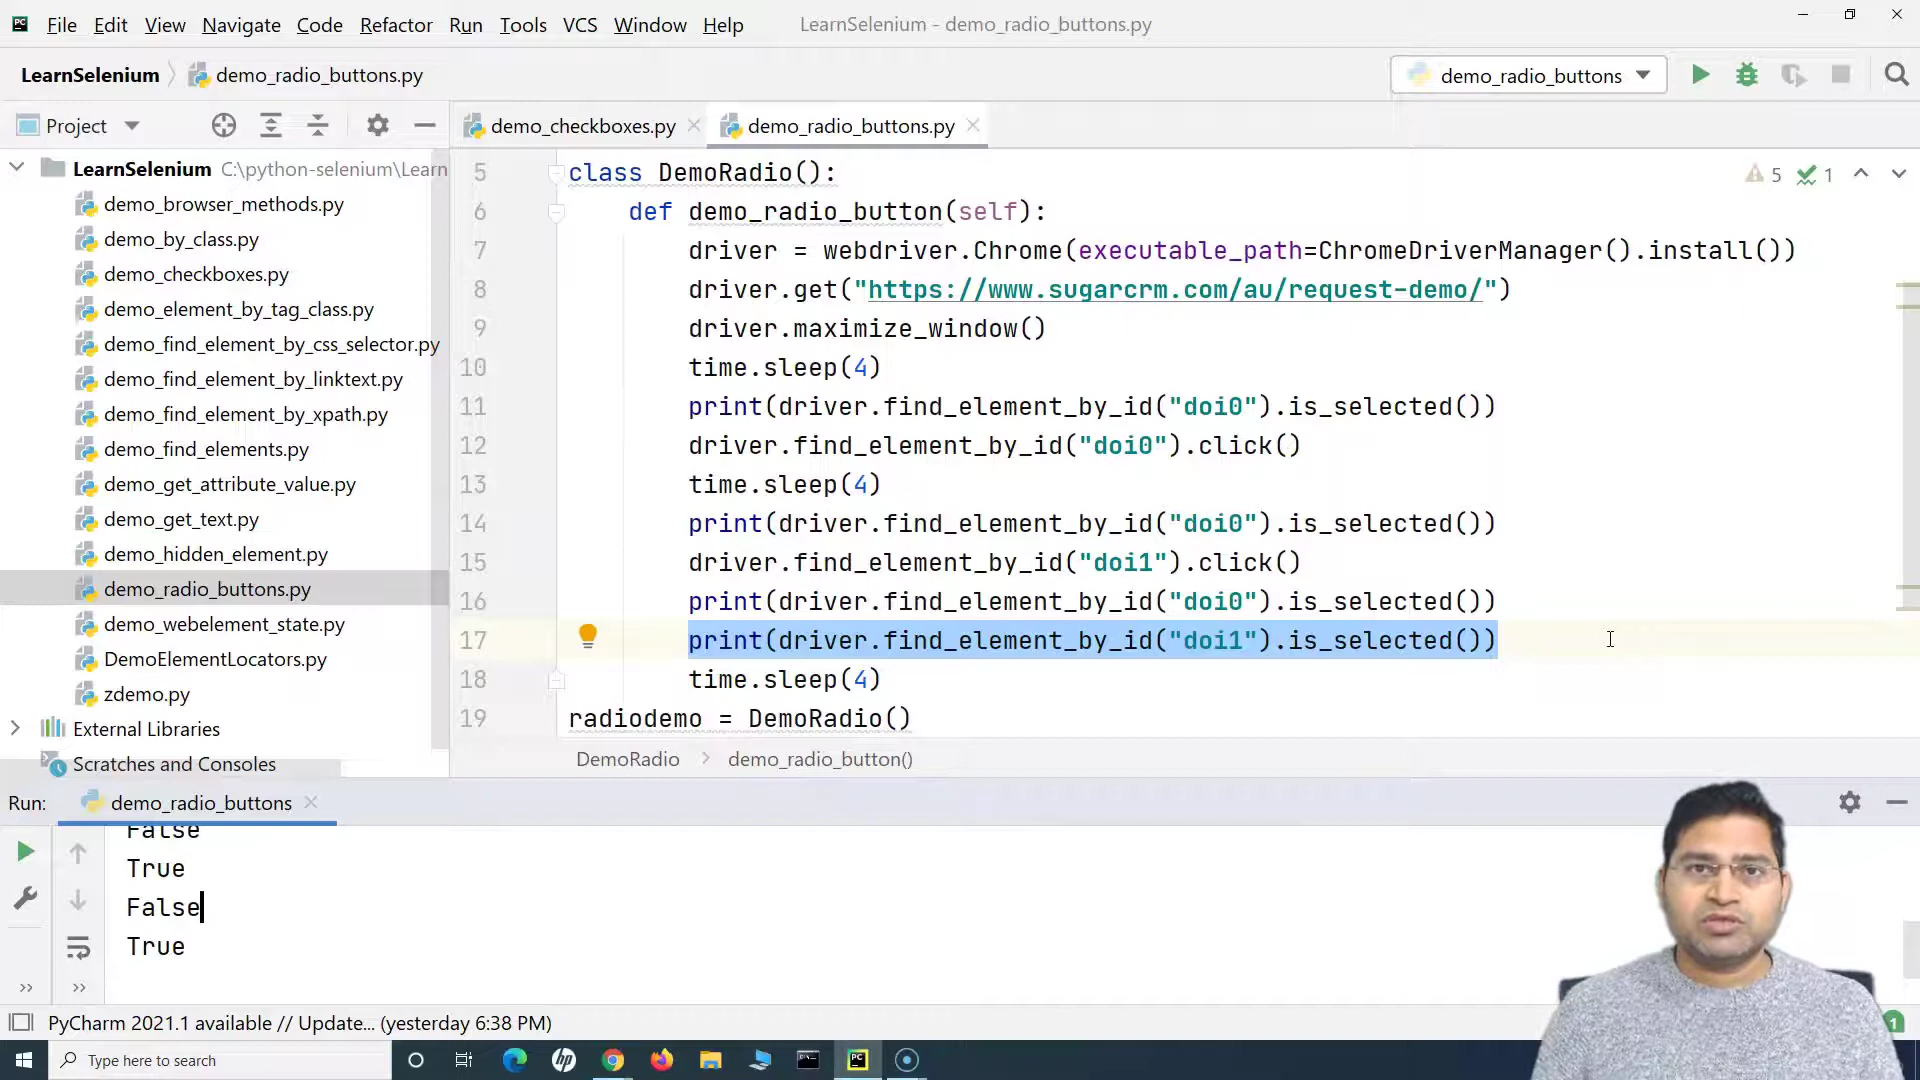 File Edit View Navigate Code Refactor Run Tools VCS Window Help LearnSelenium - demo_radio_buttons.py
LearnSelenium demo_radio_buttons.py demo_radio_buttons
Project
demo_checkboxes.py demo_radio_buttons.py
LearnSelenium C:\python-selenium\Learn
demo_browser_methods.py
demo_by_class.py
demo_checkboxes.py
demo_element_by_tag_class.py
demo_find_element_by_css_selector.py
demo_find_element_by_linktext.py
demo_find_element_by_xpath.py
demo_find_elements.py
demo_get_attribute_value.py
demo_get_text.py
demo_hidden_element.py
demo_radio_buttons.py
demo_webelement_state.py
DemoElementLocators.py
zdemo.py
External Libraries
Scratches and Consoles
5 class DemoRadio():
5 1
6 def demo_radio_button(self):
7 driver = webdriver.Chrome(executable_path=ChromeDriverManager().install())
8 driver.get("https://www.sugarcrm.com/au/request-demo/")
9 driver.maximize_window()
10 time.sleep(4)
11 print(driver.find_element_by_id("doi0").is_selected())
12 driver.find_element_by_id("doi0").click()
13 time.sleep(4)
14 print(driver.find_element_by_id("doi0").is_selected())
15 driver.find_element_by_id("doi1").click()
16 print(driver.find_element_by_id("doi0").is_selected())
17 print(driver.find_element_by_id("doi1").is_selected())
18 time.sleep(4)
19 radiodemo = DemoRadio()
DemoRadio demo_radio_button()
Run: demo_radio_buttons
False
True
False
True
PyCharm 2021.1 available // Update... (yesterday 6:38 PM)
1
Type here to search